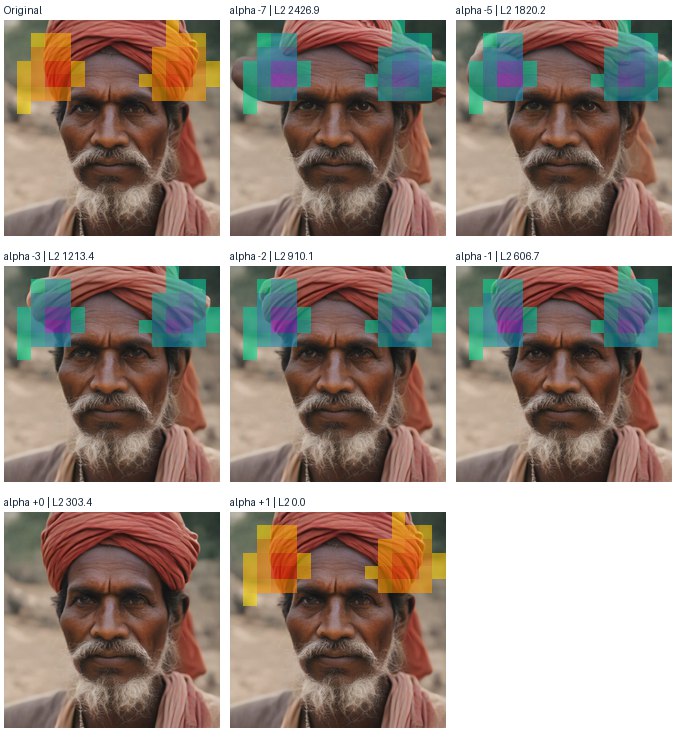 Original
alpha -7 | L2 2426.9
alpha -5 | L2 1820.2
alpha -3 | L2 1213.4
alpha -2 | L2 910.1
alpha -1 | L2 606.7
alpha +0 | L2 303.4
alpha +1 | L2 0.0